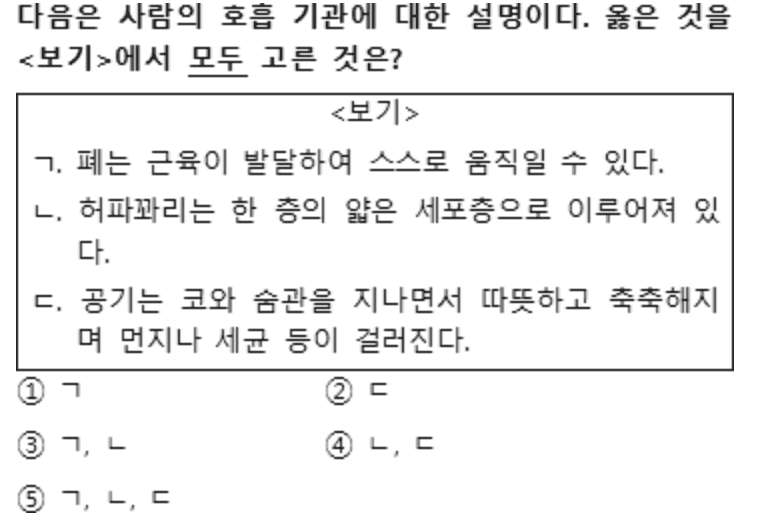 다음은 사람의 호흡 기관에 대한 설명이다. 옳은 것을
<보기>에서 모두 고른 것은?
<보기>
ㄱ. 폐는 근육이 발달하여 스스로 움직일 수 있다.
ㄴ. 허파꽈리는 한 층의 얇은 세포층으로 이루어져 있
다.
ㄷ. 공기는 코와 숨관을 지나면서 따뜻하고 축축해지
며 먼지나 세균 등이 걸러진다.
① ㄱ ② ㄷ
③ ㄱ, ㄴ ④ ㄴ, ㄷ
⑤ ㄱ, ㄴ, ㄷ